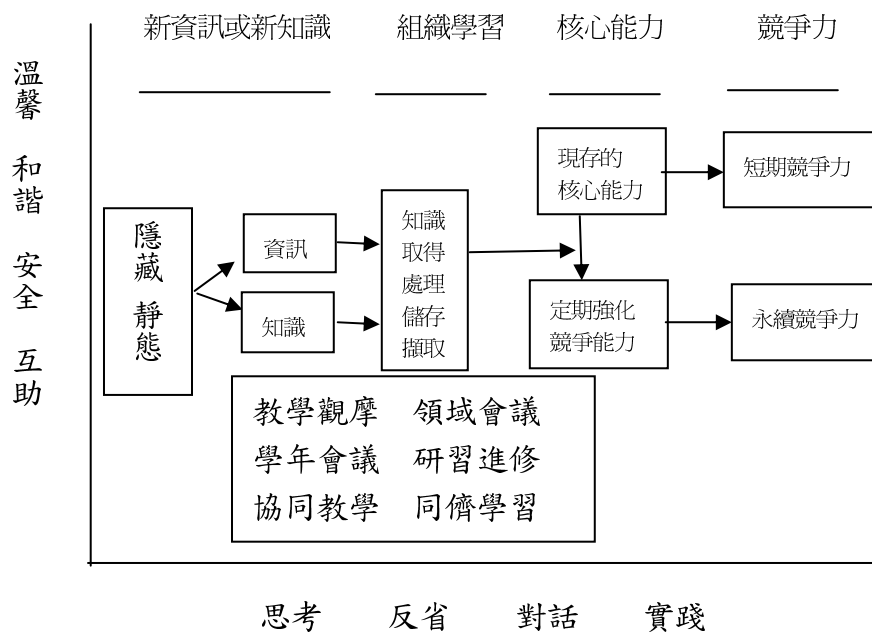 新資訊或新知識
組織學習
核心能力
競爭力
溫馨 和諧 安全 互助
隱藏 靜態
資訊
知識
知識
取得
處理
儲存
擷取
現存的
核心能力
短期競爭力
定期強化
競爭能力
永續競爭力
教學觀摩 領域會議
學年會議 研習進修
協同教學 同儕學習
思考 反省 對話 實踐